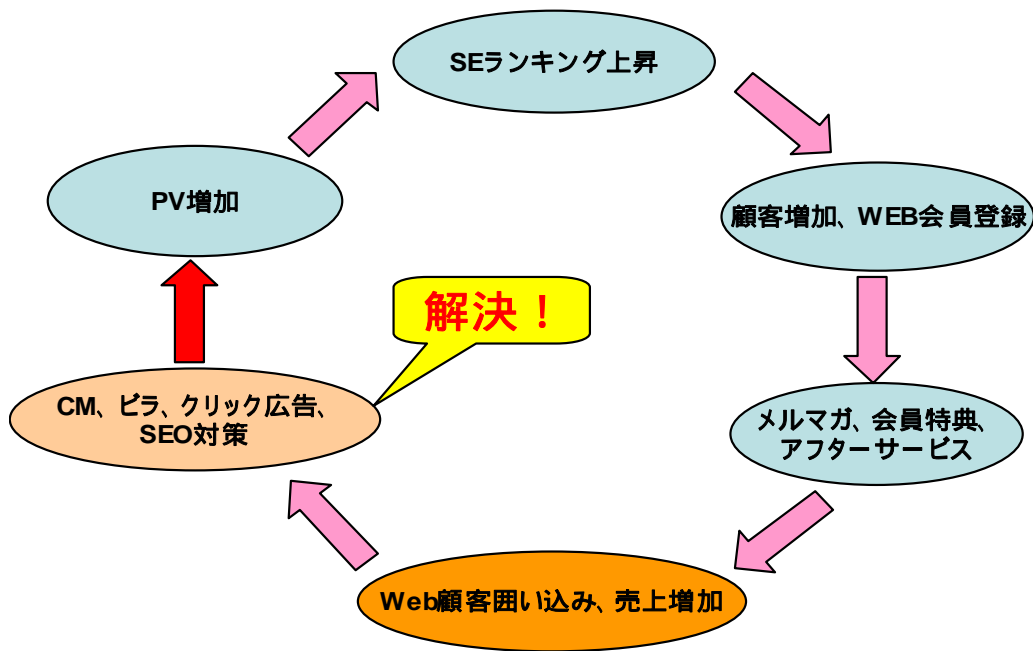 SEランキング上昇
PV増加
顧客増加、WEB会員登録
解決！
CM、ビラ、クリック広告、
SEO対策
メルマガ、会員特典、
アフターサービス
Web顧客囲い込み、売上増加